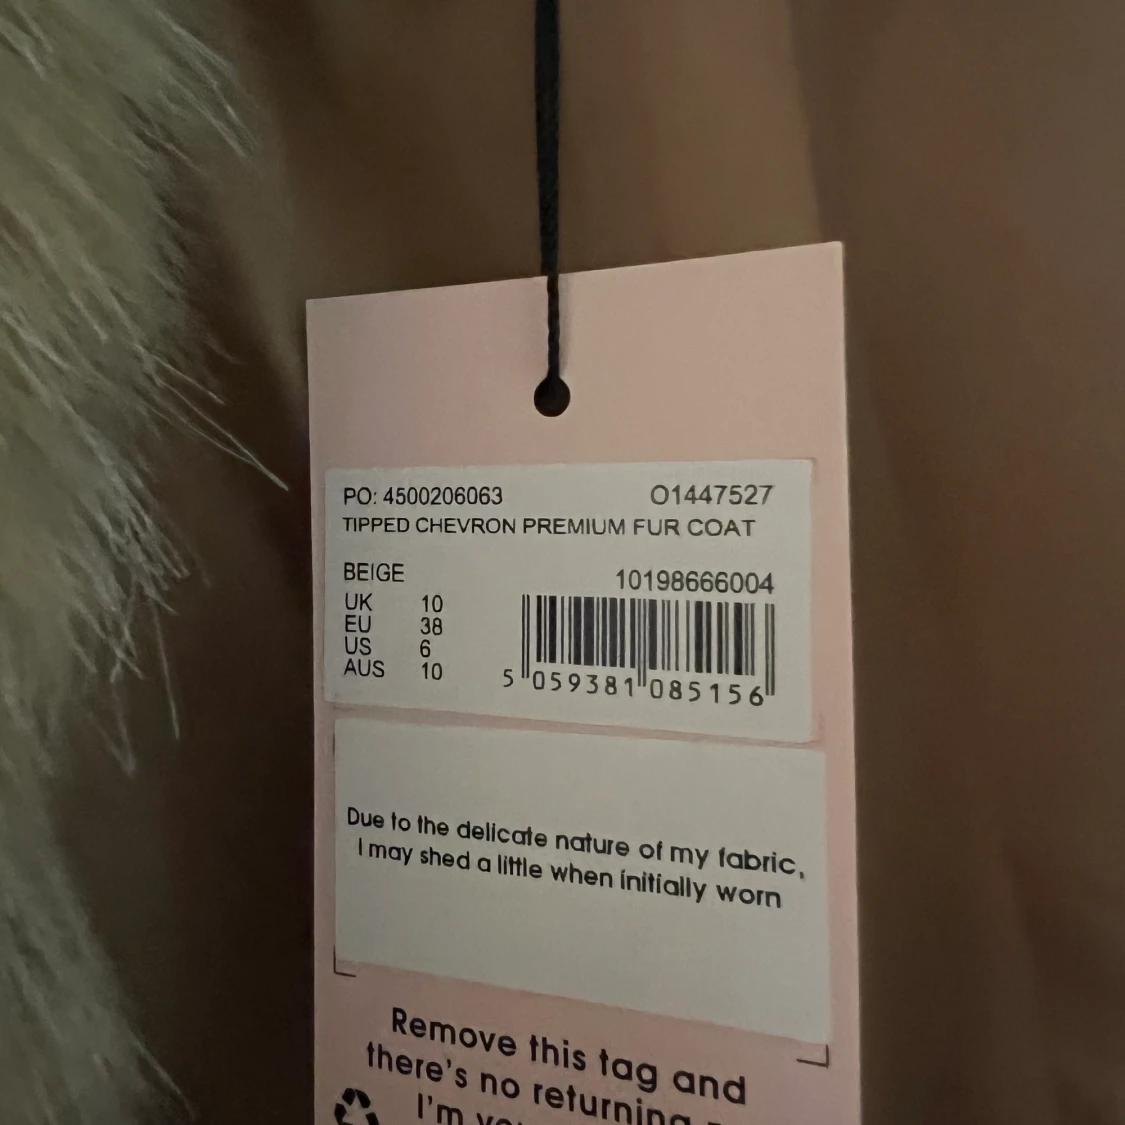 PO: 4500206063 O1447527
TIPPED CHEVRON PREMIUM FUR COAT
BEIGE 10198666004
UK 10
EU 38
US 6
AUS 10
5 059381 085156
Due to the delicate nature of my fabric,
I may shed a little when initially worn
Remove this tag and
there's no returning
I'm